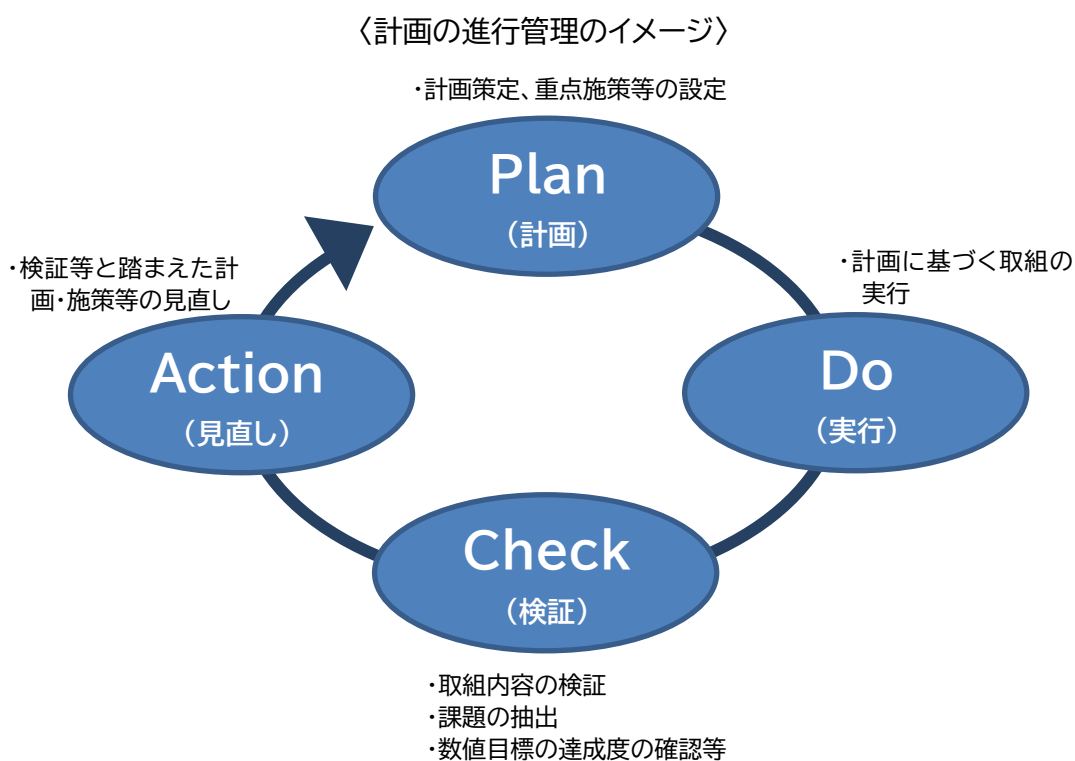 〈計画の進行管理のイメージ〉
・計画策定、重点施策等の設定
Plan
（計画）
・計画に基づく取組の
実行
Do
（実行）
Check
（検証）
・取組内容の検証
・課題の抽出
・数値目標の達成度の確認等
・検証等と踏まえた計
画・施策等の見直し
Action
（見直し）